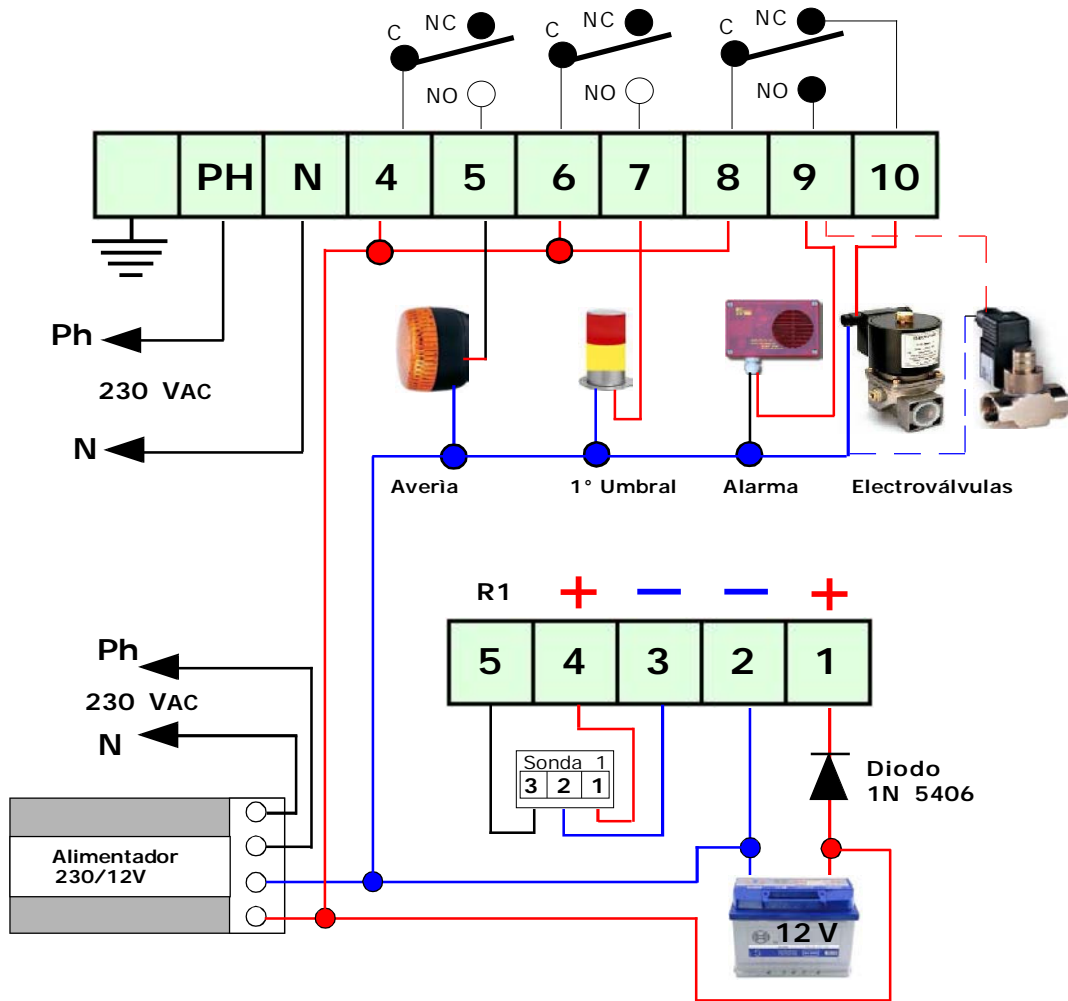 C NC C NC C NC
NO NO NO
PH N 4 5 6 7 8 9 10
Ph
230 VAC
N
Averìa 1° Umbral Alarma Electroválvulas
R1 + − − +
5 4 3 2 1
Ph
230 VAC
N
Sonda 1
3 2 1
Diodo
1N 5406
Alimentador
230/12V
12 V